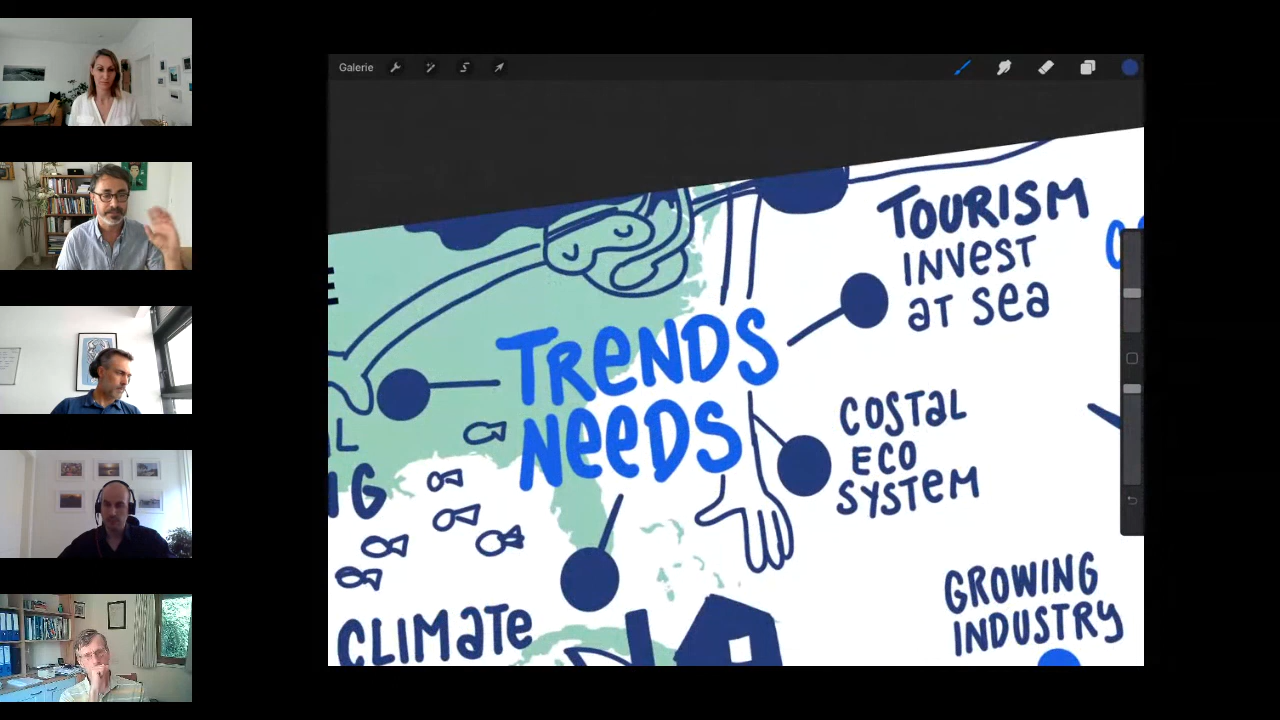 Galerie
TOURISM
INVEST
AT SEA
TRENDS
NEEDS
COSTAL
ECO
SYSTEM
GROWING
INDUSTRY
CLIMATE